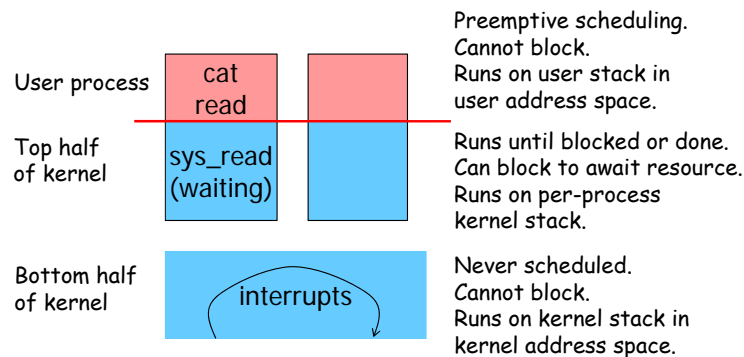 User process
cat
read
Preemptive scheduling.
Cannot block.
Runs on user stack in
user address space.
Top half
of kernel
sys_read
(waiting)
Runs until blocked or done.
Can block to await resource.
Runs on per-process
kernel stack.
Bottom half
of kernel
interrupts
Never scheduled.
Cannot block.
Runs on kernel stack in
kernel address space.